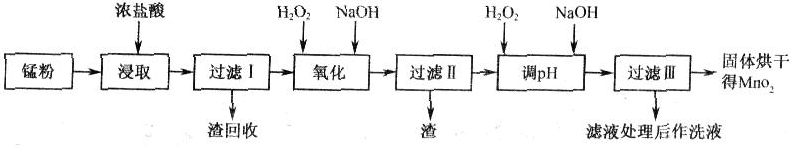 浓盐酸
H₂O₂ NaOH
H₂O₂ NaOH
锰粉
浸取
过滤Ⅰ
氧化
过滤Ⅱ
调pH
过滤Ⅲ
固体烘干
得Mno₂
渣回收
渣
滤液处理后作洗液